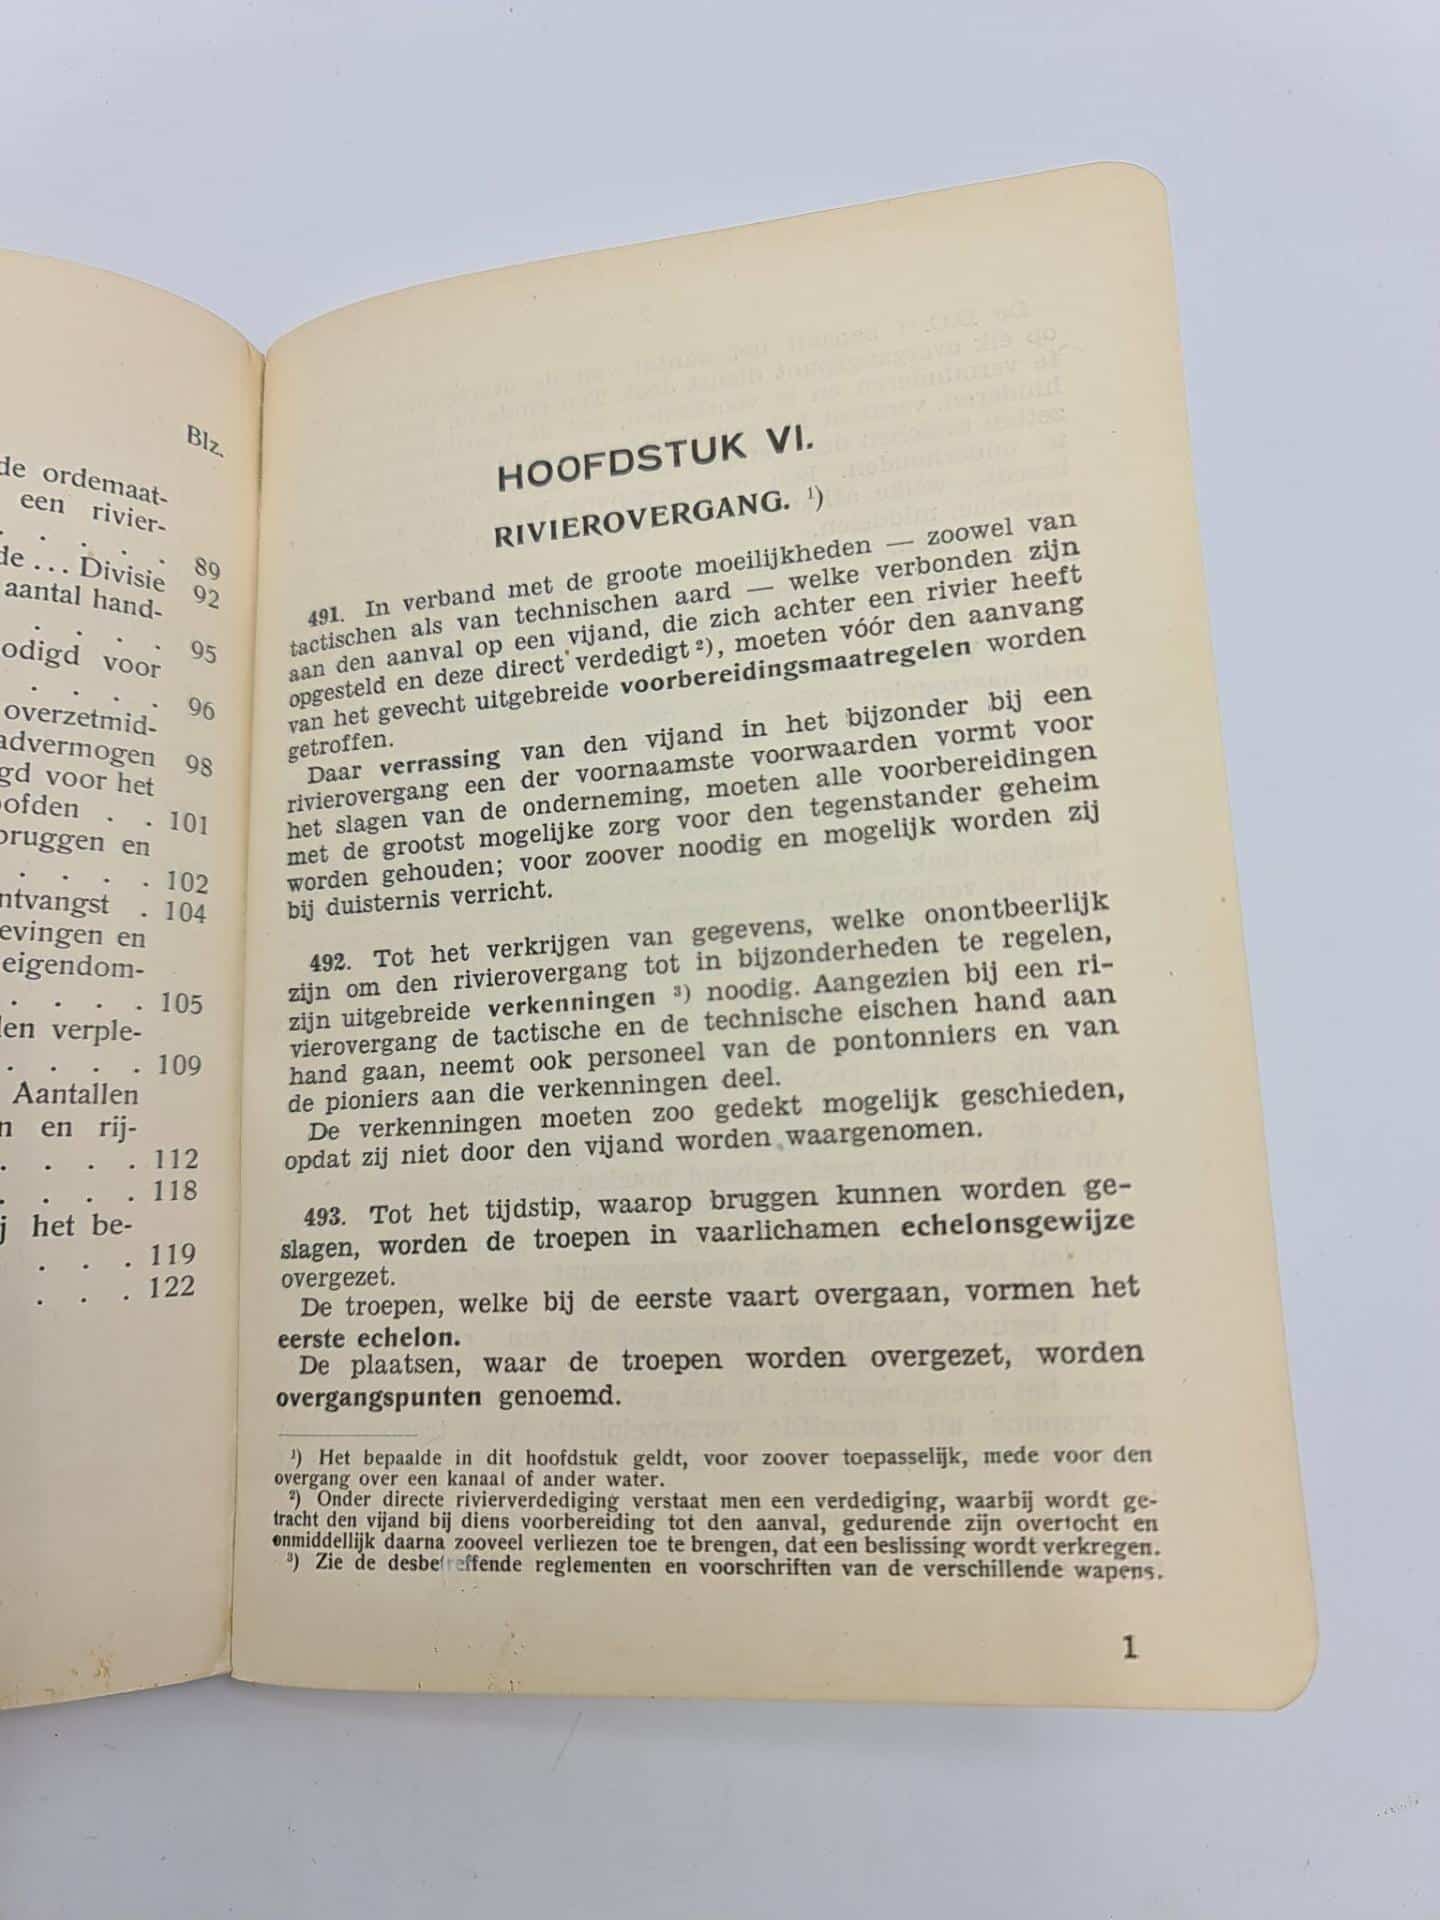 Blz.
de ordemaat-
een rivier-
. . . . . 89
de ... Divisie 92
aantal hand-
. . . . . 95
odigd voor
. . . . . 96
overzetmid-
advermogen 98
gd voor het
ofden . . 101
bruggen en
. . . . . 102
ntvangst . 104
evingen en
eigendom-
. . . . . 105
len verple-
. . . . . 109
Aantallen
n en rij-
. . . . . 112
. . . . . 118
j het be-
. . . . 119
. . . 122
HOOFDSTUK VI.
RIVIEROVERGANG. ¹)
491. In verband met de groote moeilijkheden — zoowel van
tactischen als van technischen aard — welke verbonden zijn
aan den aanval op een vijand, die zich achter een rivier heeft
opgesteld en deze direct verdedigt ²), moeten vóór den aanvang
van het gevecht uitgebreide voorbereidingsmaatregelen worden
getroffen.
Daar verrassing van den vijand in het bijzonder bij een
rivierovergang een der voornaamste voorwaarden vormt voor
het slagen van de onderneming, moeten alle voorbereidingen
met de grootst mogelijke zorg voor den tegenstander geheim
worden gehouden; voor zoover noodig en mogelijk worden zij
bij duisternis verricht.
492. Tot het verkrijgen van gegevens, welke onontbeerlijk
zijn om den rivierovergang tot in bijzonderheden te regelen,
zijn uitgebreide verkenningen ³) noodig. Aangezien bij een ri-
vierovergang de tactische en de technische eischen hand aan
hand gaan, neemt ook personeel van de pontonniers en van
de pioniers aan die verkenningen deel.
De verkenningen moeten zoo gedekt mogelijk geschieden,
opdat zij niet door den vijand worden waargenomen.
493. Tot het tijdstip, waarop bruggen kunnen worden ge-
slagen, worden de troepen in vaarlichamen echelonsgewijze
overgezet.
De troepen, welke bij de eerste vaart overgaan, vormen het
eerste echelon.
De plaatsen, waar de troepen worden overgezet, worden
overgangspunten genoemd.
¹) Het bepaalde in dit hoofdstuk geldt, voor zoover toepasselijk, mede voor den
overgang over een kanaal of ander water.
²) Onder directe rivierverdediging verstaat men een verdediging, waarbij wordt ge-
tracht den vijand bij diens voorbereiding tot den aanval, gedurende zijn overtocht en
onmiddellijk daarna zooveel verliezen toe te brengen, dat een beslissing wordt verkregen.
³) Zie de desbetreffende reglementen en voorschriften van de verschillende wapens.
1